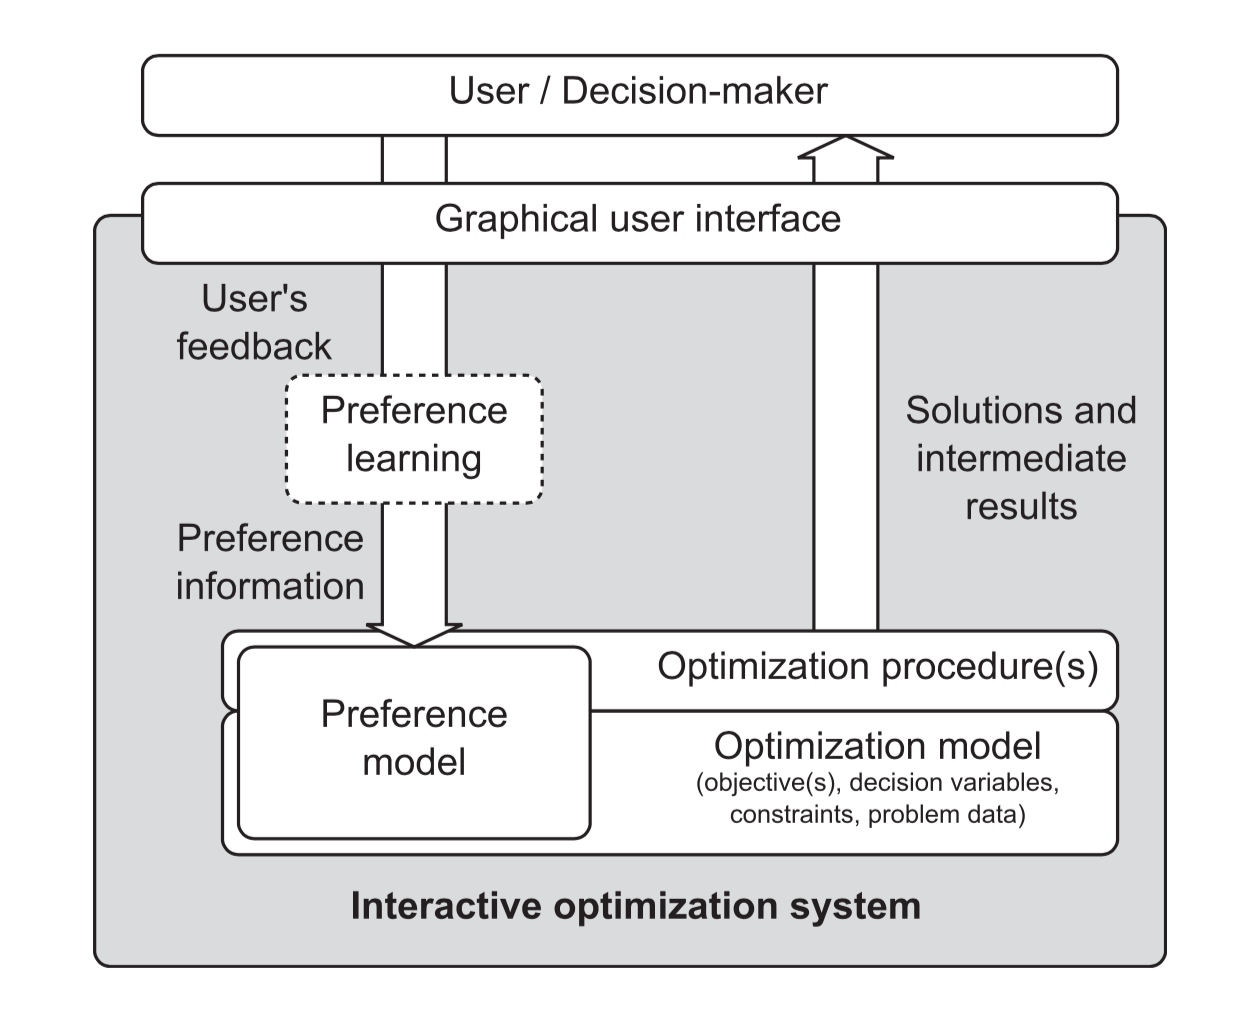 User / Decision-maker
Graphical user interface
User's
feedback
Preference
learning
Solutions and
intermediate
results
Preference
information
Optimization procedure(s)
Preference
model
Optimization model
(objective(s), decision variables,
constraints, problem data)
Interactive optimization system